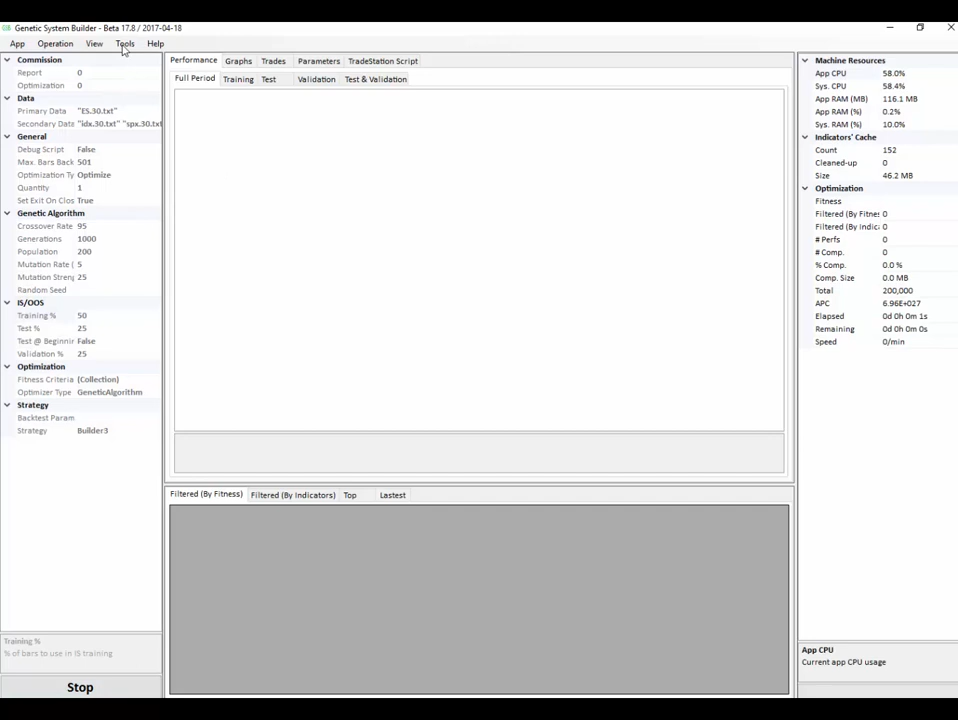 Genetic System Builder - Beta 17.8 / 2017-04-18
App Operation View Tools Help
Commission
Report 0
Optimization 0
Data
Primary Data "ES.30.txt"
Secondary Data "idx.30.txt" "spx.30.txt
General
Debug Script False
Max. Bars Back 501
Optimization Ty Optimize
Quantity 1
Set Exit On Clos True
Genetic Algorithm
Crossover Rate 95
Generations 1000
Population 200
Mutation Rate ( 5
Mutation Streng 25
Random Seed
IS/OOS
Training % 50
Test % 25
Test @ Beginnir False
Validation % 25
Optimization
Fitness Criteria (Collection)
Optimizer Type GeneticAlgorithm
Strategy
Backtest Param
Strategy Builder3
Training %
% of bars to use in IS training
Stop
Performance Graphs Trades Parameters TradeStation Script
Full Period Training Test Validation Test & Validation
Filtered (By Fitness) Filtered (By Indicators) Top Lastest
Machine Resources
App CPU 58.0%
Sys. CPU 58.4%
App RAM (MB) 116.1 MB
App RAM (%) 0.2%
Sys. RAM (%) 10.0%
Indicators' Cache
Count 152
Cleaned-up 0
Size 46.2 MB
Optimization
Fitness
Filtered (By Fitnes 0
Filtered (By Indica 0
# Perfs 0
# Comp. 0
% Comp. 0.0 %
Comp. Size 0.0 MB
Total 200,000
APC 6.96E+027
Elapsed 0d 0h 0m 1s
Remaining 0d 0h 0m 0s
Speed 0/min
App CPU
Current app CPU usage